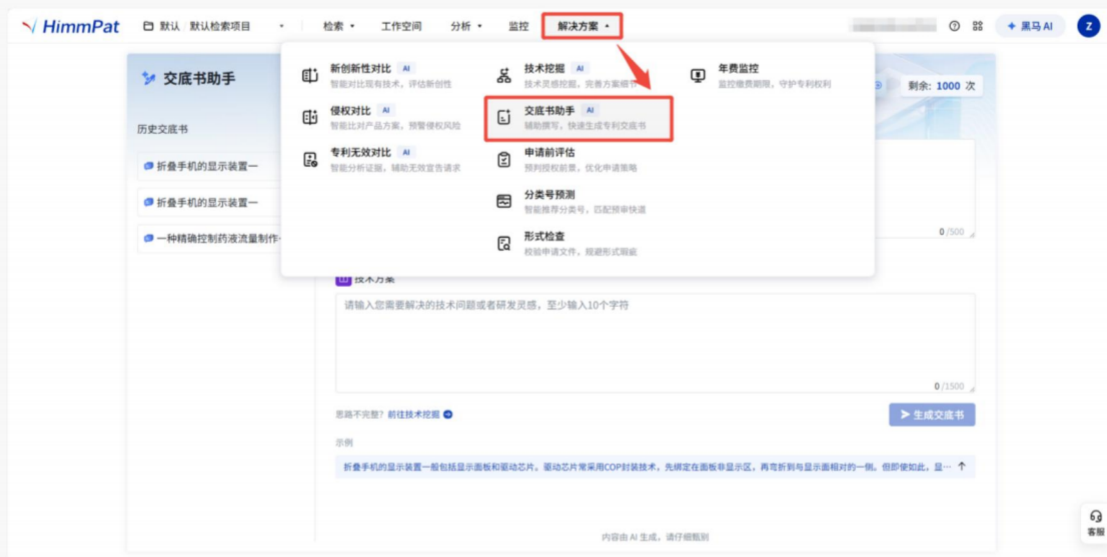 HimmPat
默认 默认检索项目
检索
工作空间
分析
监控
解决方案
黑马 AI
Z
交底书助手
剩余: 1000 次
历史交底书
折叠手机的显示装置一
折叠手机的显示装置一
一种精确控制药液流量制作
新创新性对比 AI
智能对比现有技术，评估新创性
侵权对比 AI
智能比对产品方案，预警侵权风险
专利无效对比 AI
智能分析证据，辅助无效宣告请求
技术挖掘 AI
技术灵感挖掘，完善方案细节
交底书助手 AI
辅助撰写，快速生成专利交底书
申请前评估
预判授权前景，优化申请策略
分类号预测
智能推荐分类号，匹配预审快道
形式检查
校验申请文件，规避形式瑕疵
年费监控
监控缴费期限，守护专利权利
0/500
技术方案
请输入您需要解决的技术问题或者研发灵感，至少输入10个字符
0/1500
思路不完整？前往技术挖掘
生成交底书
示例
折叠手机的显示装置一般包括显示面板和驱动芯片。驱动芯片常采用COP封装技术，先绑定在面板非显示区，再弯折到与显示面相对的一侧。但即使如此，显…
内容由 AI 生成，请仔细甄别
客服